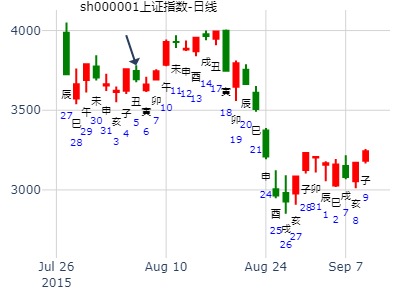 sh000001上证指数-日线
4000
3500
3000
辰
27
巳
28
午
29
未
30
申
31
亥
3
子
4
丑
5
寅
6
卯
7
午
10
未
11
申
12
酉
13
戌
14
丑
17
寅
18
卯
19
辰
20
巳
21
申
24
酉
25
戌
26
亥
27
子
28
卯
31
辰
1
巳
2
戌
7
亥
8
子
9
Jul 26
2015
Aug 10
Aug 24
Sep 7